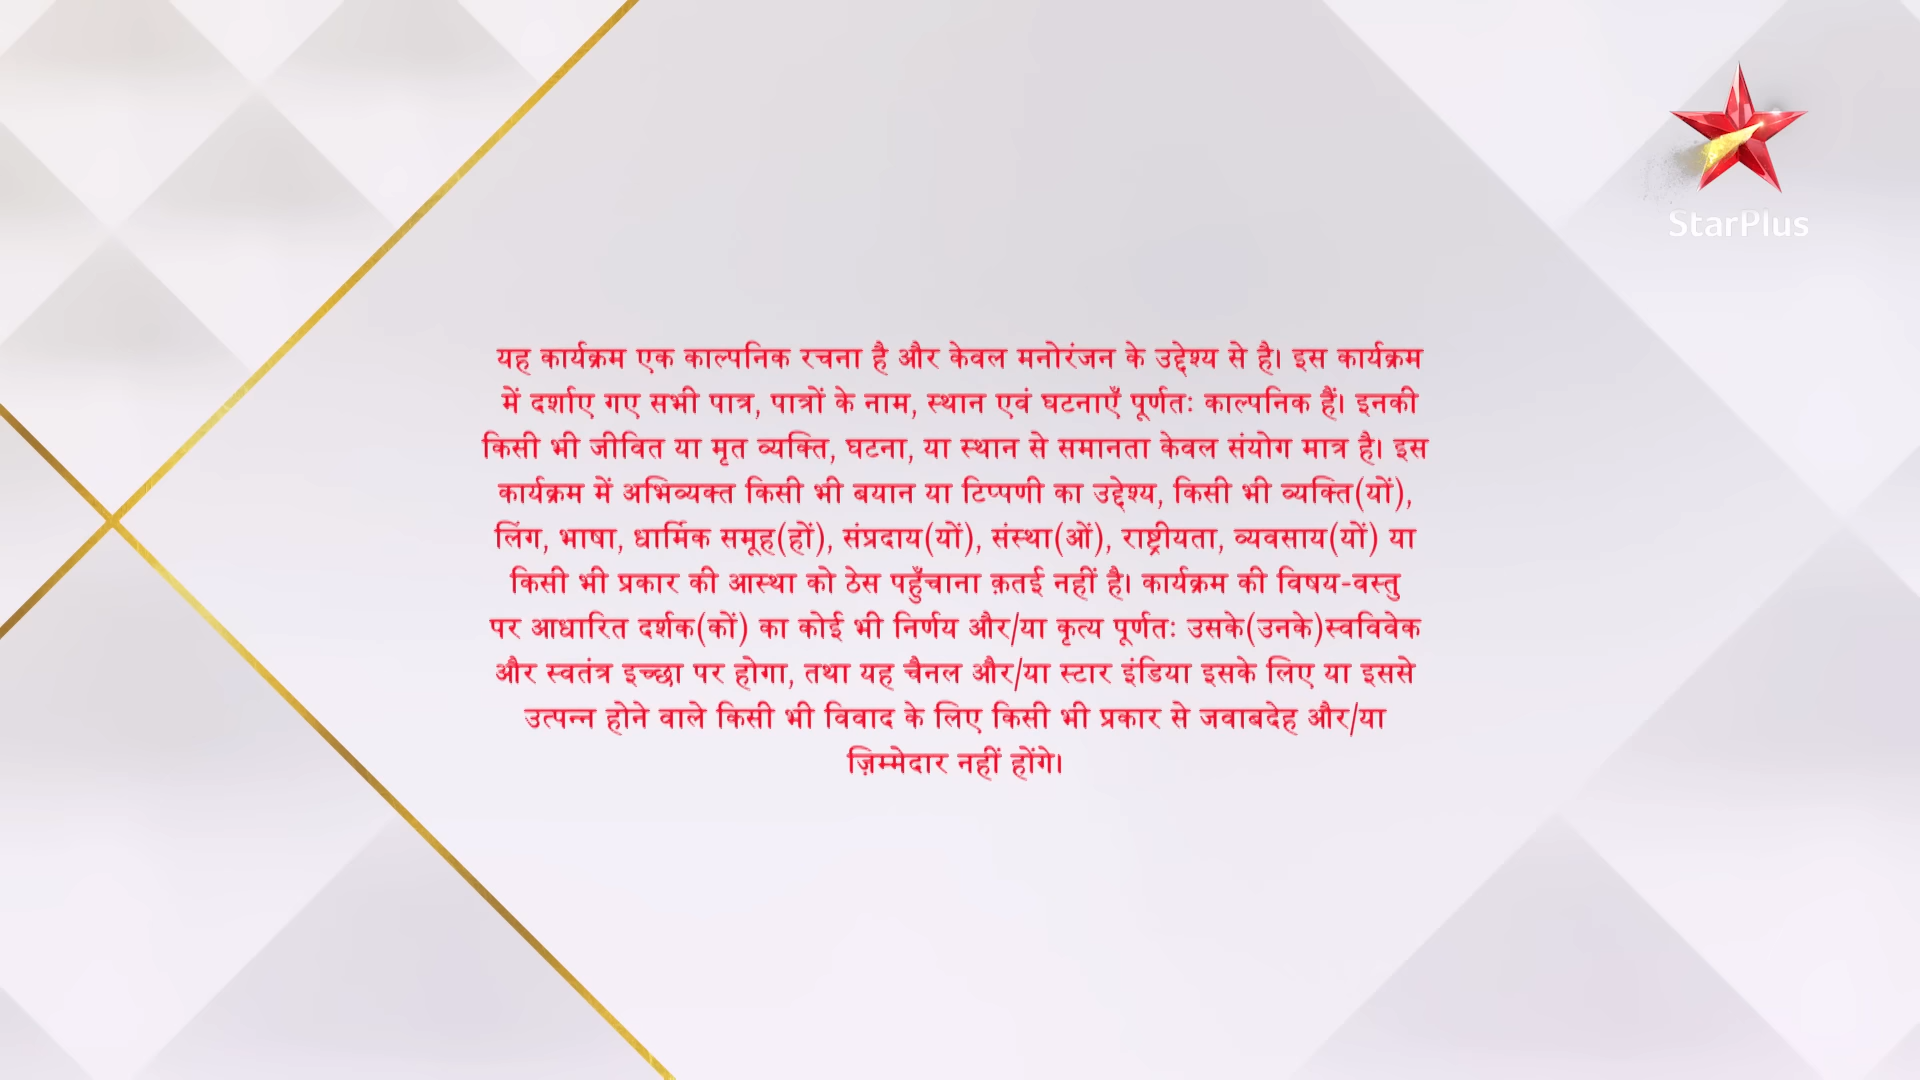 StarPlus
यह कार्यक्रम एक काल्पनिक रचना है और केवल मनोरंजन के उद्देश्य से है। इस कार्यक्रम
में दर्शाए गए सभी पात्र, पात्रों के नाम, स्थान एवं घटनाएँ पूर्णतः काल्पनिक हैं। इनकी
किसी भी जीवित या मृत व्यक्ति, घटना, या स्थान से समानता केवल संयोग मात्र है। इस
कार्यक्रम में अभिव्यक्त किसी भी बयान या टिप्पणी का उद्देश्य, किसी भी व्यक्ति(यों),
लिंग, भाषा, धार्मिक समूह(हों), संप्रदाय(यों), संस्था(ओं), राष्ट्रीयता, व्यवसाय(यों) या
किसी भी प्रकार की आस्था को ठेस पहुँचाना क़तई नहीं है। कार्यक्रम की विषय-वस्तु
पर आधारित दर्शक(कों) का कोई भी निर्णय और/या कृत्य पूर्णतः उसके(उनके)स्वविवेक
और स्वतंत्र इच्छा पर होगा, तथा यह चैनल और/या स्टार इंडिया इसके लिए या इससे
उत्पन्न होने वाले किसी भी विवाद के लिए किसी भी प्रकार से जवाबदेह और/या
ज़िम्मेदार नहीं होंगे।